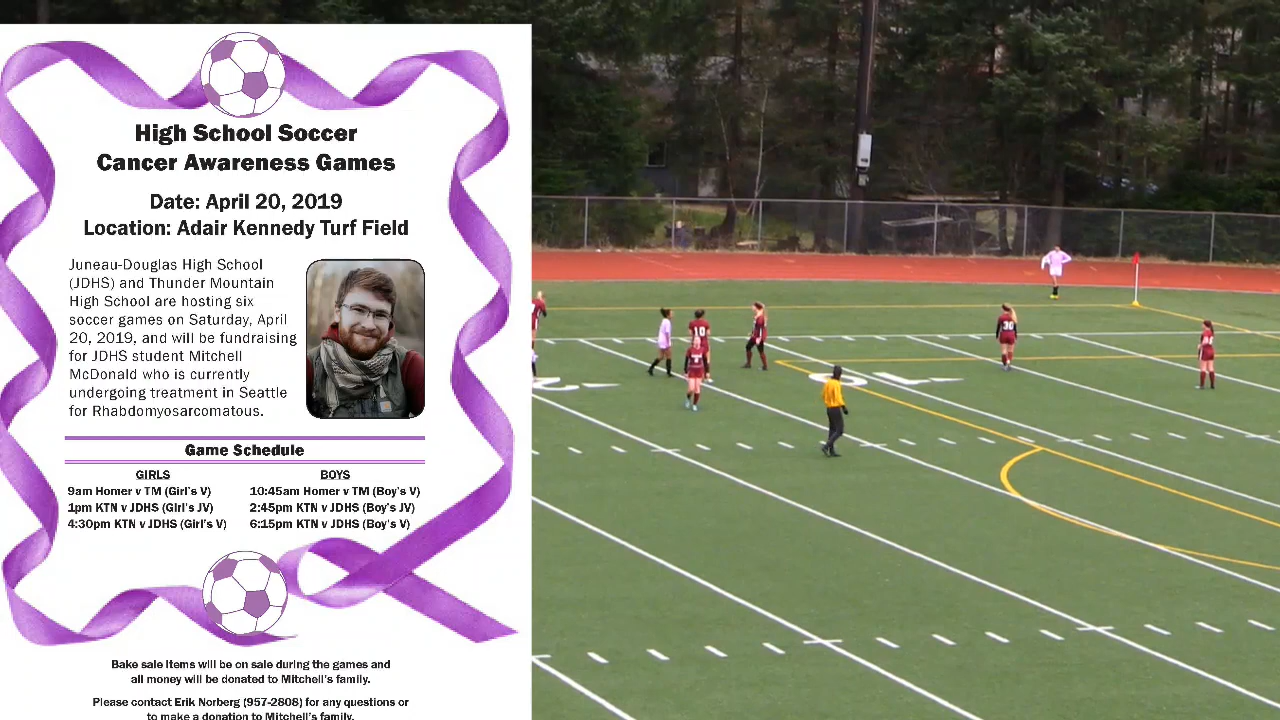 High School Soccer
Cancer Awareness Games
Date: April 20, 2019
Location: Adair Kennedy Turf Field
Juneau-Douglas High School
(JDHS) and Thunder Mountain
High School are hosting six
soccer games on Saturday, April
20, 2019, and will be fundraising
for JDHS student Mitchell
McDonald who is currently
undergoing treatment in Seattle
for Rhabdomyosarcomatous.
Game Schedule
GIRLS
9am Homer v TM (Girl's V)
1pm KTN v JDHS (Girl's JV)
4:30pm KTN v JDHS (Girl's V)
BOYS
10:45am Homer v TM (Boy's V)
2:45pm KTN v JDHS (Boy's JV)
6:15pm KTN v JDHS (Boy's V)
Bake sale items will be on sale during the games and
all money will be donated to Mitchell's family.
Please contact Erik Norberg (957-2808) for any questions or
to make a donation to Mitchell's family.
10
30